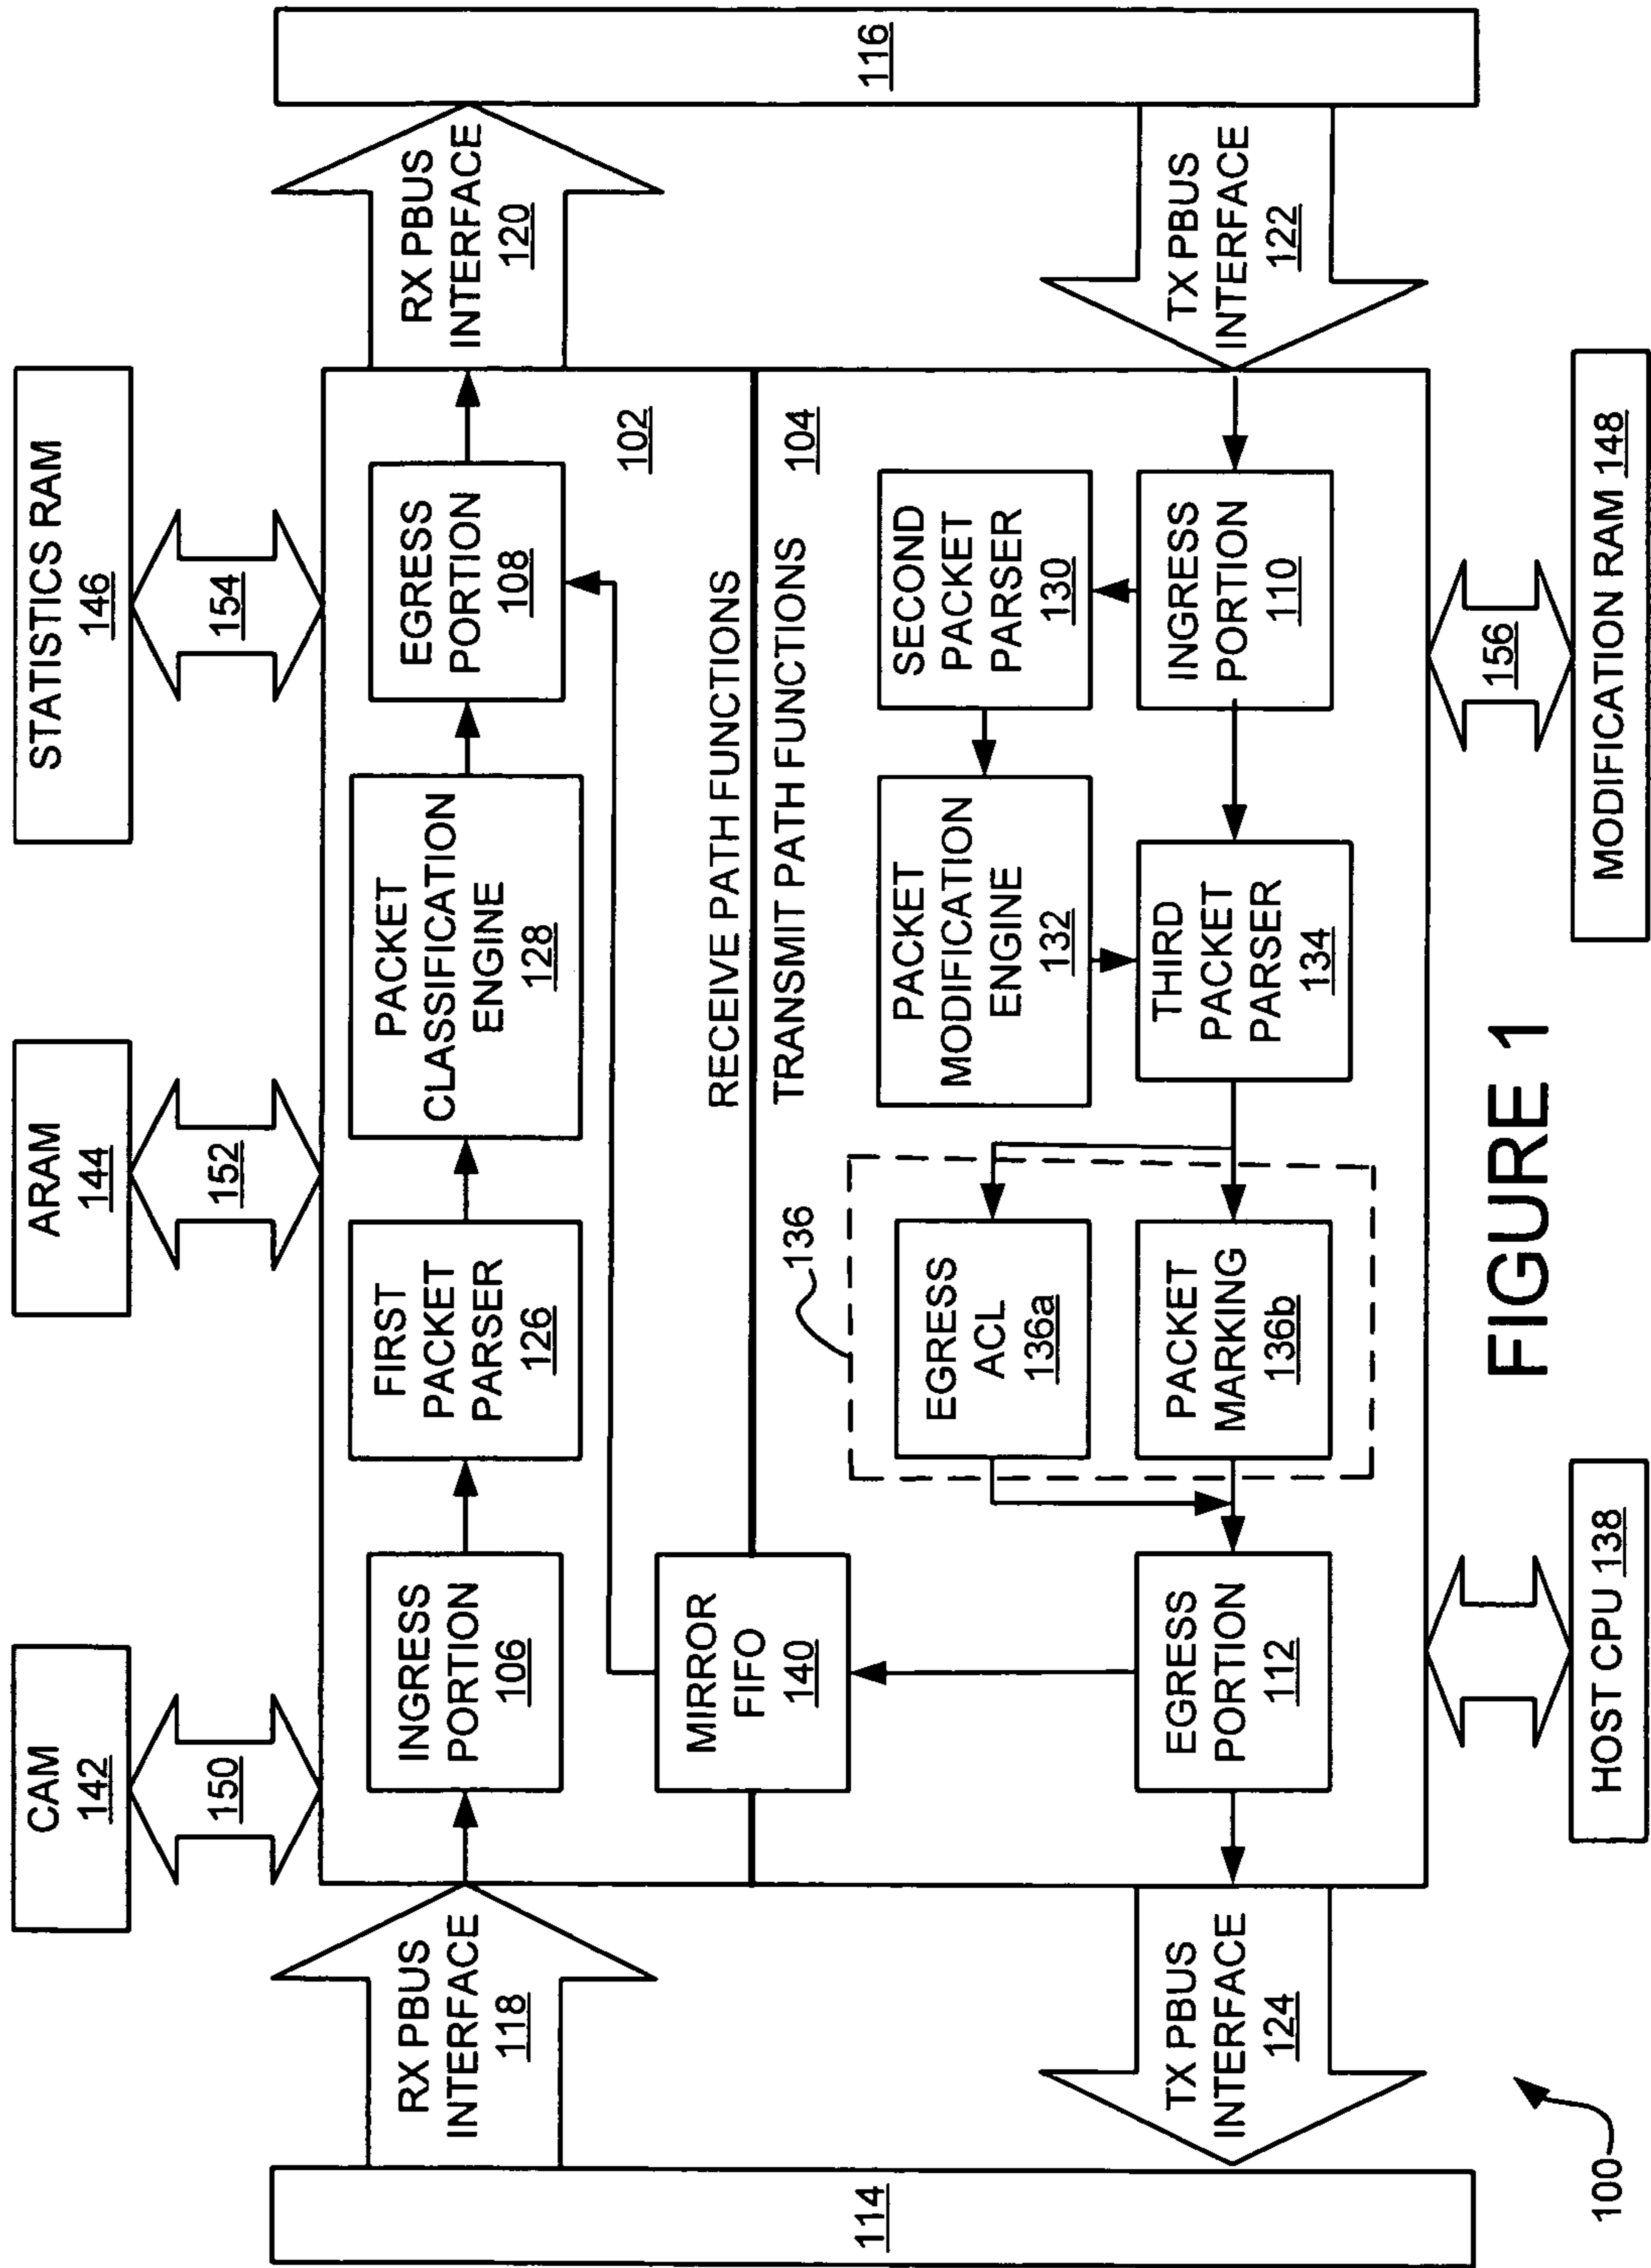 CAM
142
ARAM
144
STATISTICS RAM
146
150
152
154
RX PBUS
INTERFACE
118
INGRESS
PORTION
106
FIRST
PACKET
PARSER
126
PACKET
CLASSIFICATION
ENGINE
128
EGRESS
PORTION
108
RX PBUS
INTERFACE
120
102
114
116
MIRROR
FIFO
140
RECEIVE PATH FUNCTIONS
TRANSMIT PATH FUNCTIONS
104
136
EGRESS
ACL
136a
PACKET
MODIFICATION
ENGINE
132
SECOND
PACKET
PARSER
130
TX PBUS
INTERFACE
124
EGRESS
PORTION
112
PACKET
MARKING
136b
THIRD
PACKET
PARSER
134
INGRESS
PORTION
110
TX PBUS
INTERFACE
122
156
100
HOST CPU 138
MODIFICATION RAM 148
FIGURE 1